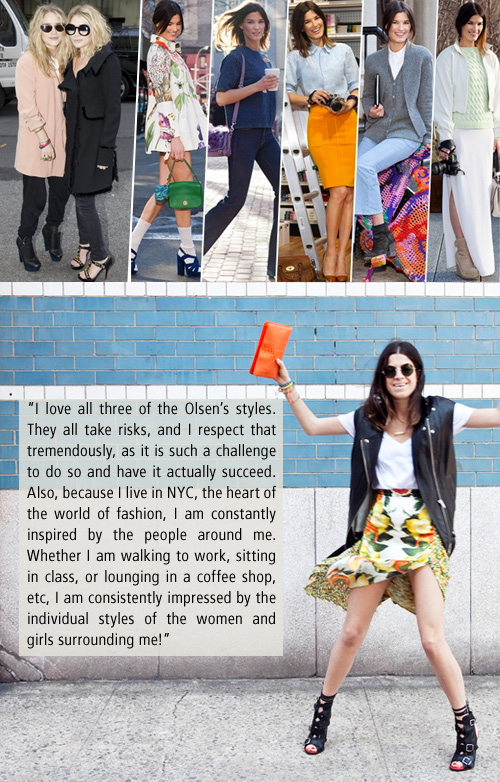 "I love all three of the Olsen's styles.
They all take risks, and I respect that
tremendously, as it is such a challenge
to do so and have it actually succeed.
Also, because I live in NYC, the heart of
the world of fashion, I am constantly
inspired by the people around me.
Whether I am walking to work, sitting
in class, or lounging in a coffee shop,
etc, I am consistently impressed by the
individual styles of the women and
girls surrounding me!"